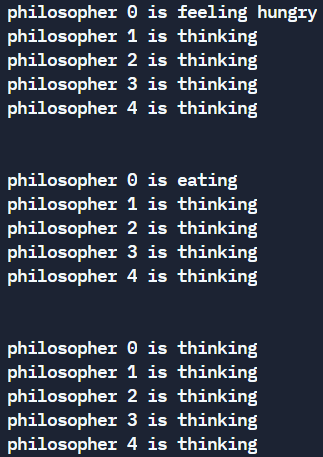 philosopher 0 is feeling hungry
philosopher 1 is thinking
philosopher 2 is thinking
philosopher 3 is thinking
philosopher 4 is thinking
philosopher 0 is eating
philosopher 1 is thinking
philosopher 2 is thinking
philosopher 3 is thinking
philosopher 4 is thinking
philosopher 0 is thinking
philosopher 1 is thinking
philosopher 2 is thinking
philosopher 3 is thinking
philosopher 4 is thinking